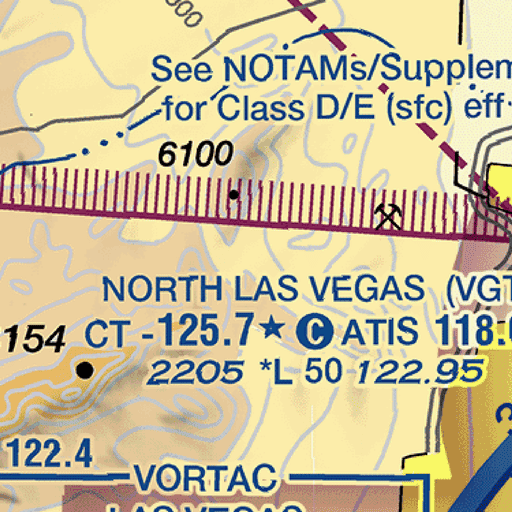 See NOTAMs/Supplem
for Class D/E (sfc) eff
6100
NORTH LAS VEGAS (VGT
154 CT - 125.7 ★ C ATIS 118.0
2205 *L 50 122.95
122.4
VORTAC
LAS VEGAS